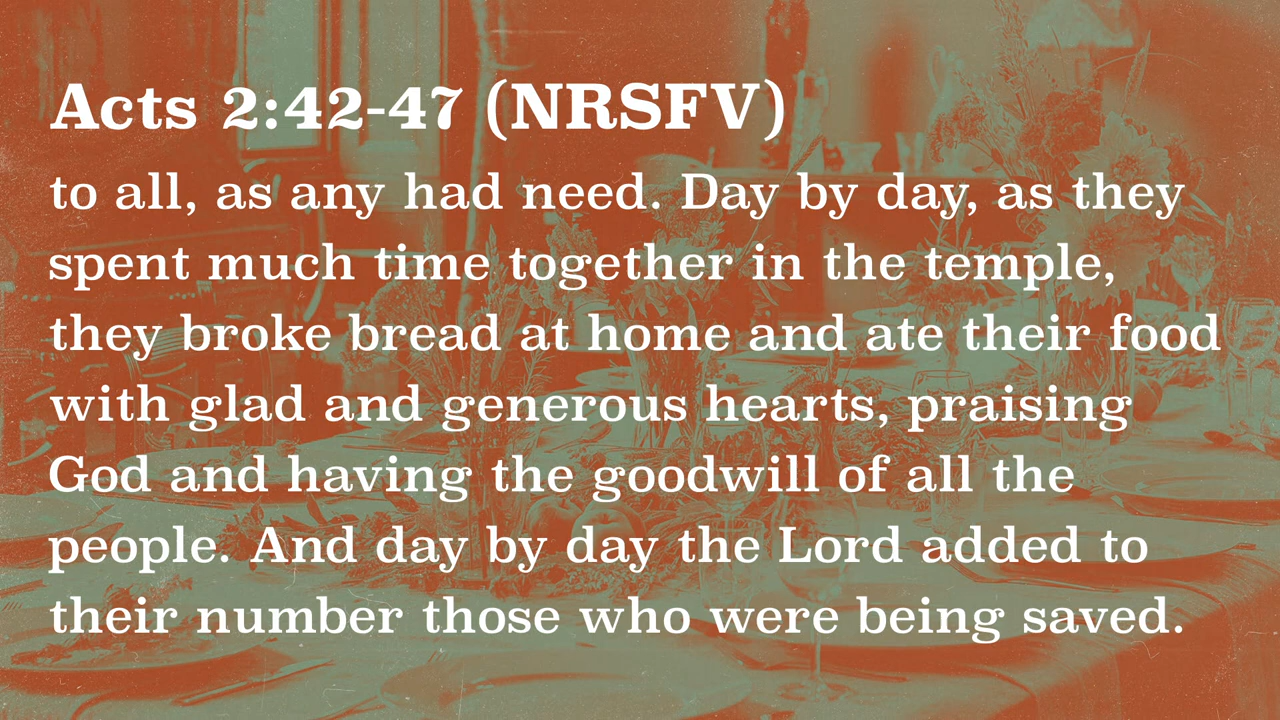 Acts 2:42-47 (NRSFV)
to all, as any had need. Day by day, as they
spent much time together in the temple,
they broke bread at home and ate their food
with glad and generous hearts, praising
God and having the goodwill of all the
people. And day by day the Lord added to
their number those who were being saved.